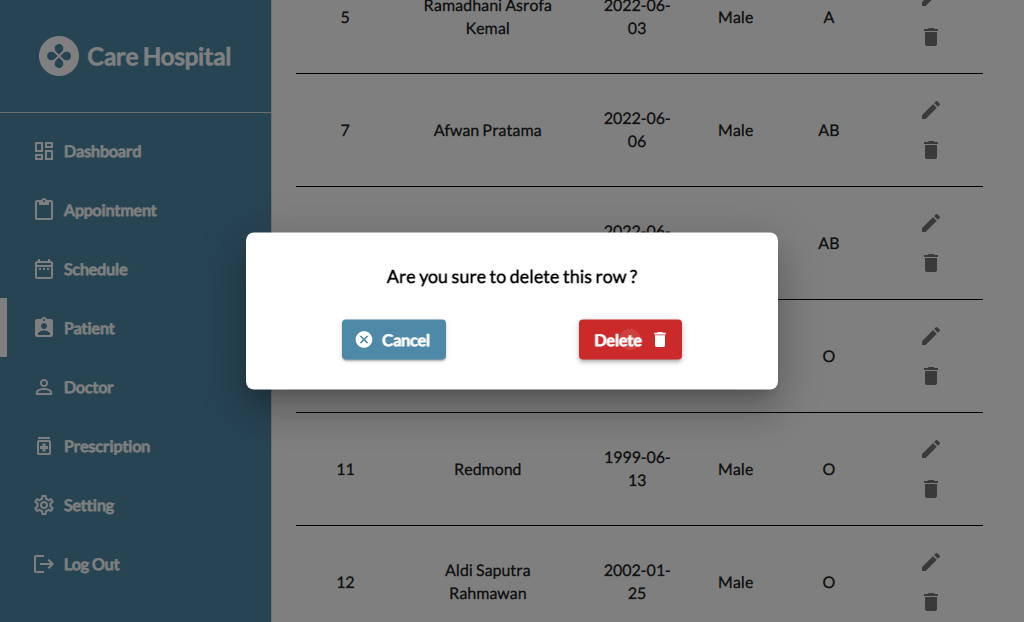 Care Hospital
Dashboard
Appointment
Schedule
Patient
Doctor
Prescription
Setting
Log Out
5 Ramadhani Asrofa Kemal 2022-06-03 Male A
7 Afwan Pratama 2022-06-06 Male AB
2022-06- AB
O
11 Redmond 1999-06-13 Male O
12 Aldi Saputra Rahmawan 2002-01-25 Male O
Are you sure to delete this row ?
Cancel
Delete